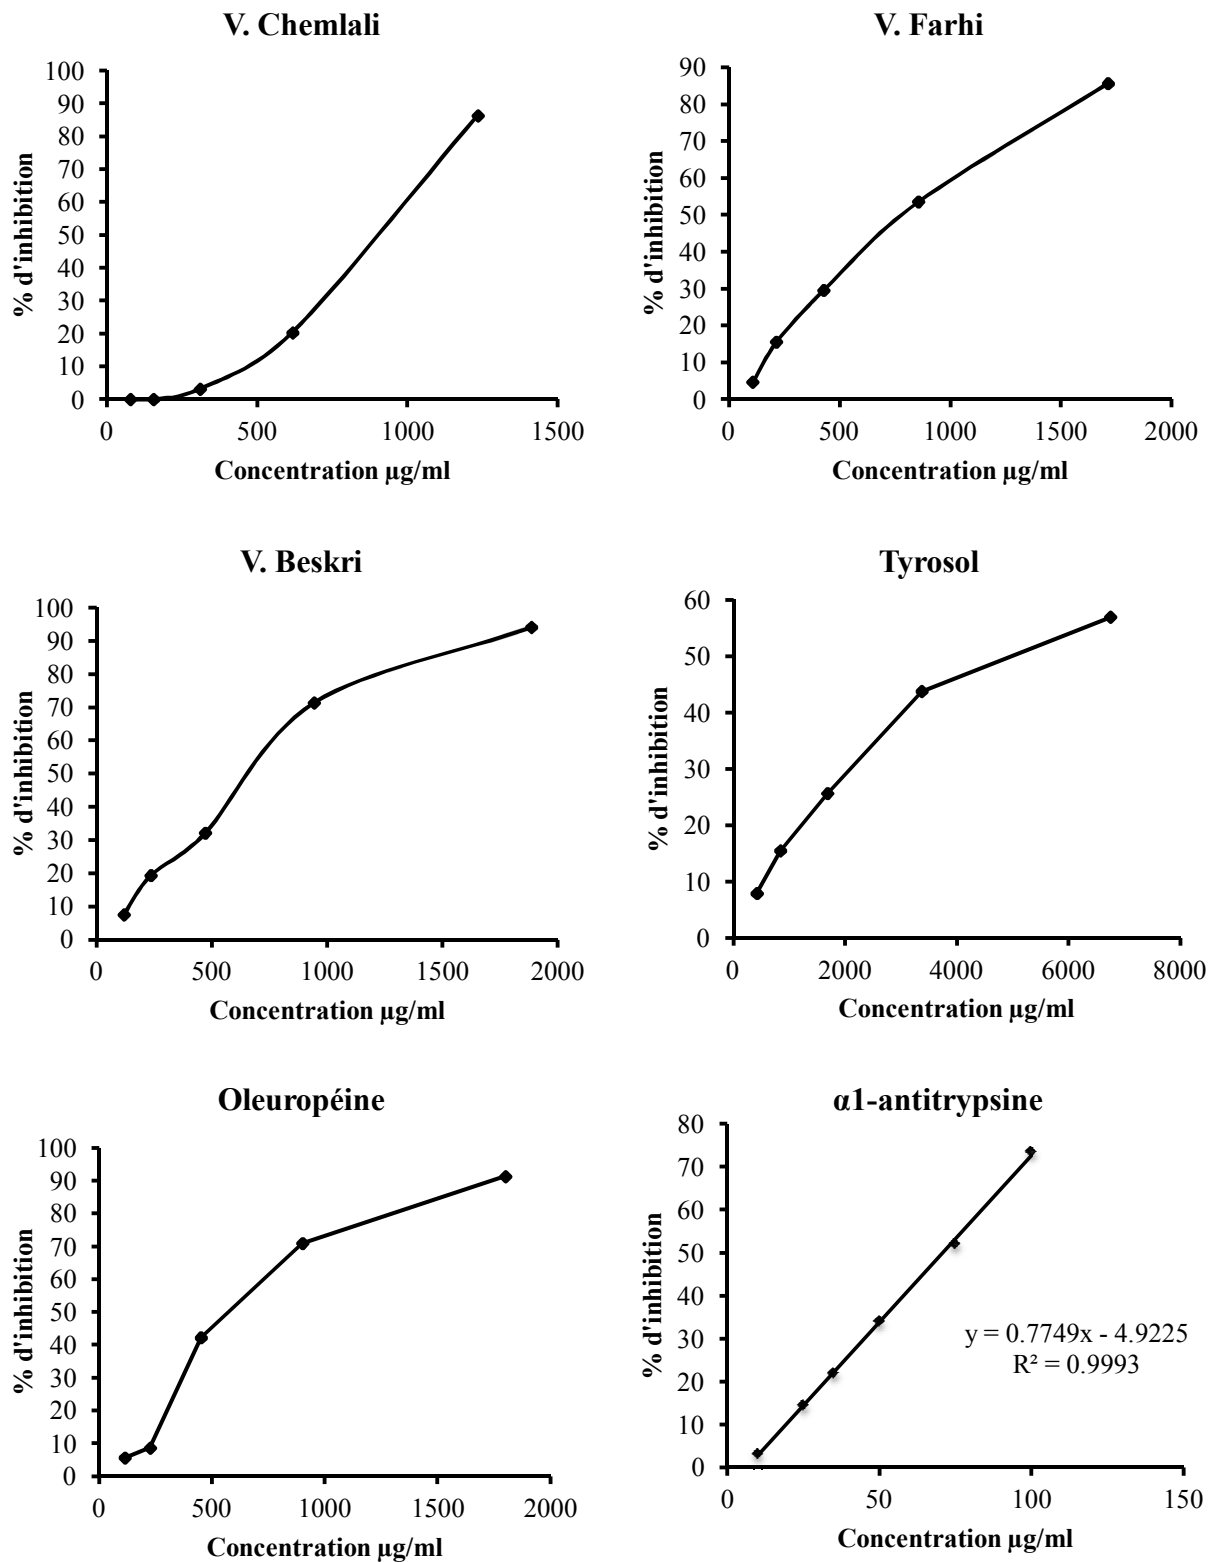 V. Chemlali
100
90
80
70
60
50
40
30
20
10
0
% d'inhibition
0 500 1000 1500
Concentration µg/ml
V. Farhi
90
80
70
60
50
40
30
20
10
0
% d'inhibition
0 500 1000 1500 2000
Concentration µg/ml
V. Beskri
100
90
80
70
60
50
40
30
20
10
0
% d'inhibition
0 500 1000 1500 2000
Concentration µg/ml
Tyrosol
60
50
40
30
20
10
0
% d'inhibition
0 2000 4000 6000 8000
Concentration µg/ml
Oleuropéine
100
90
80
70
60
50
40
30
20
10
0
% d'inhibition
0 500 1000 1500 2000
Concentration µg/ml
α1-antitrypsine
80
70
60
50
40
30
20
10
0
% d'inhibition
y = 0.7749x - 4.9225
R² = 0.9993
0 50 100 150
Concentration µg/ml